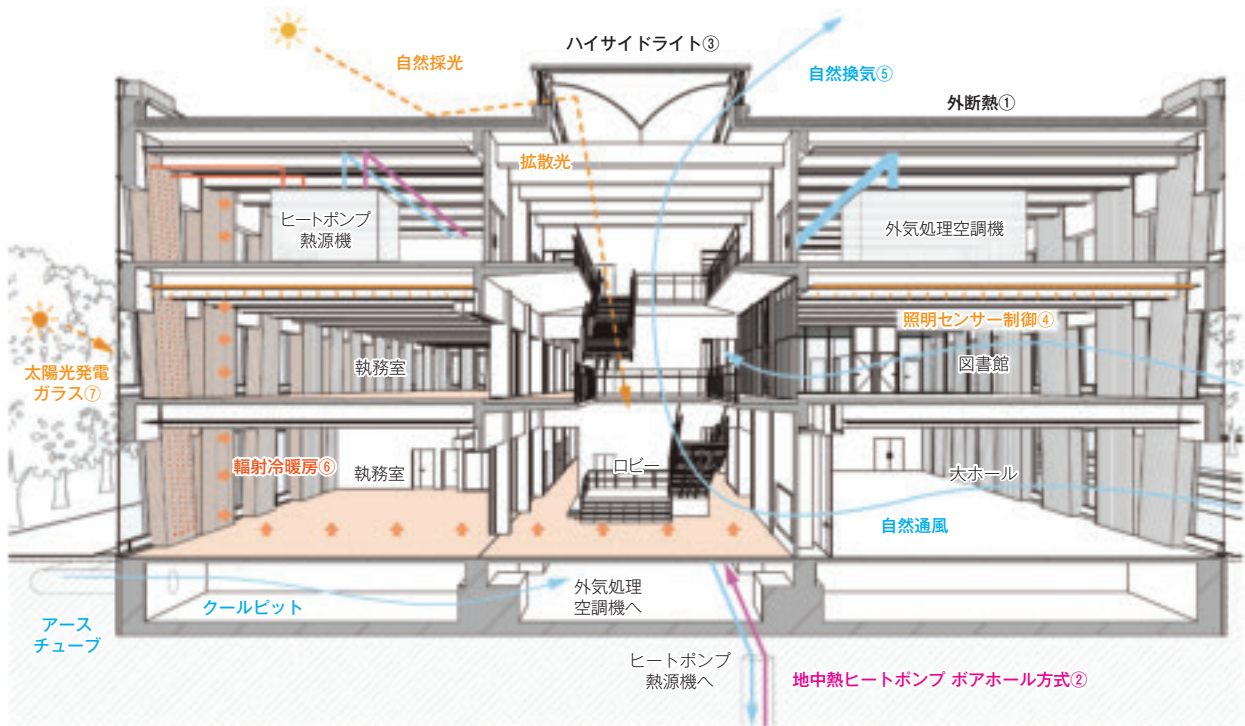 ハイサイドライト③
自然採光
自然換気⑤
外断熱①
拡散光
ヒートポンプ
熱源機
外気処理空調機
照明センサー制御④
太陽光発電
ガラス⑦
執務室
図書館
輻射冷暖房⑥
執務室
ロビー
大ホール
自然通風
クールピット
外気処理
空調機へ
アース
チューブ
ヒートポンプ
熱源機へ
地中熱ヒートポンプ ボアホール方式②